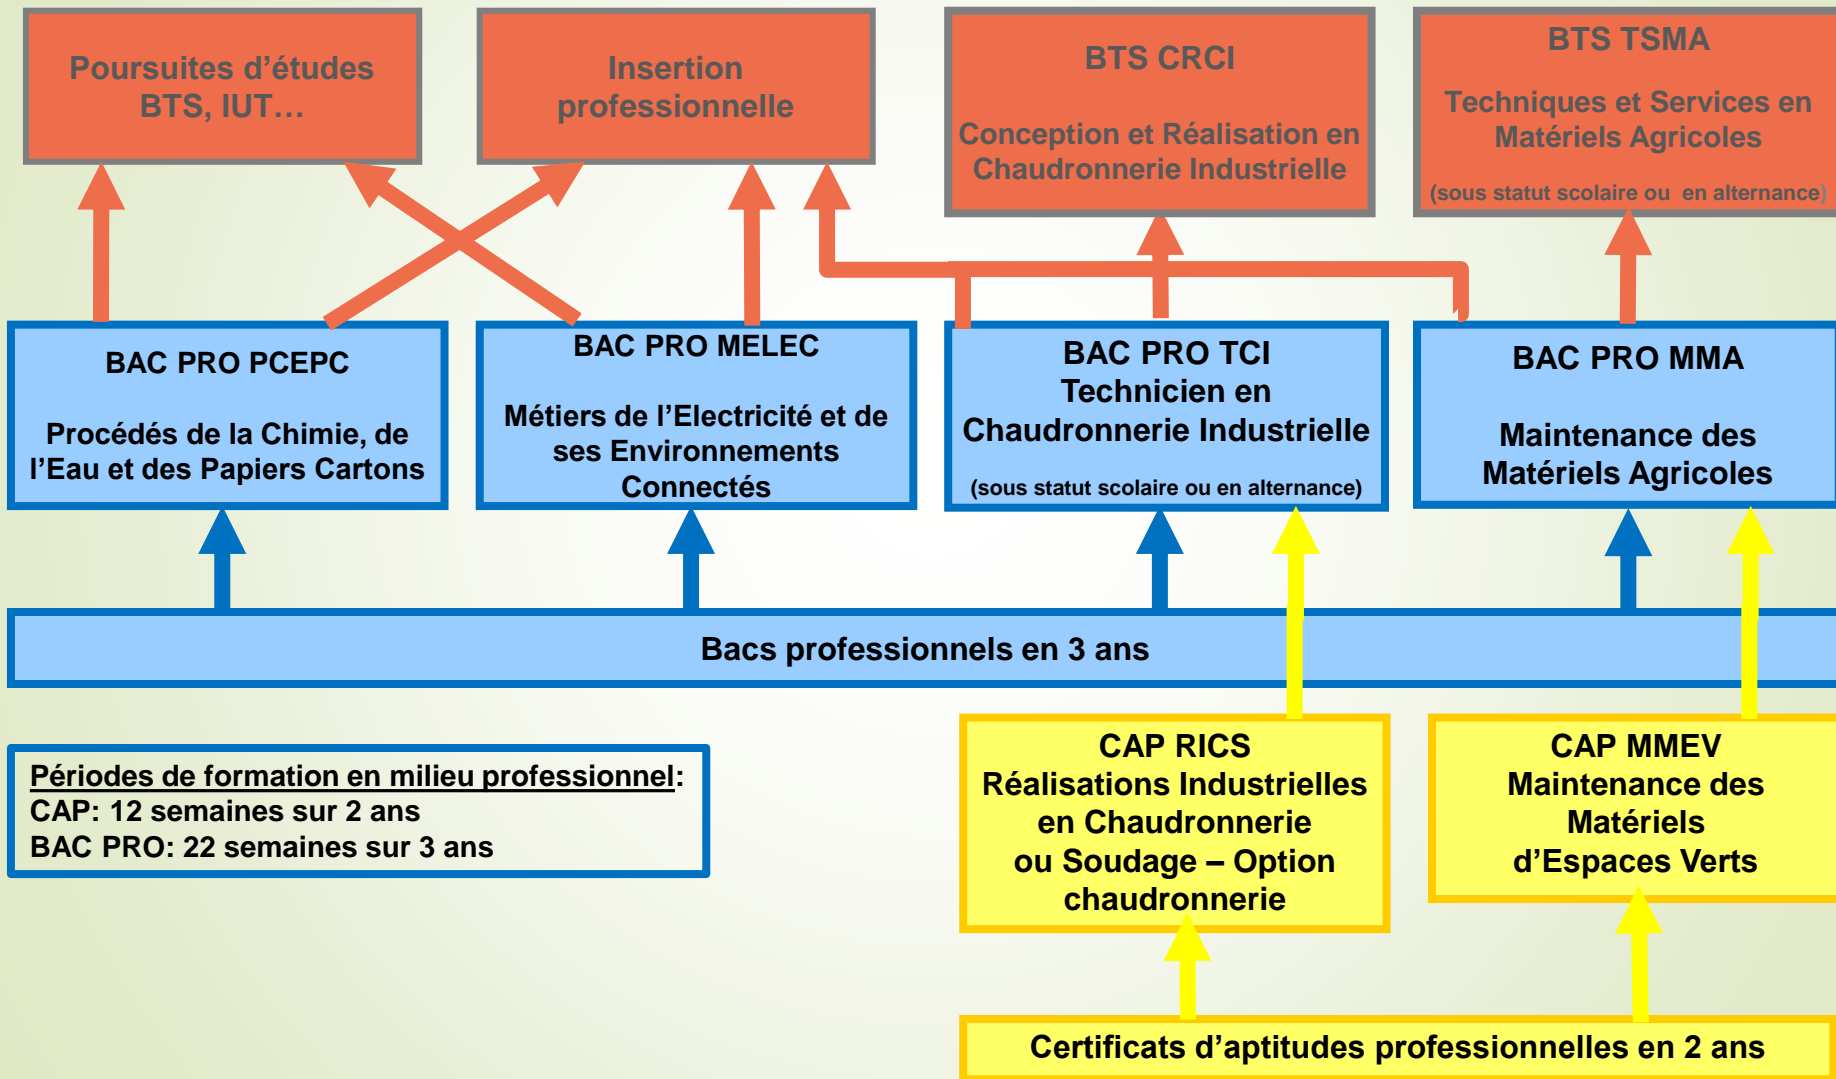 Poursuites d’études
BTS, IUT…
Insertion
professionnelle
BTS CRCI
Conception et Réalisation en
Chaudronnerie Industrielle
BTS TSMA
Techniques et Services en
Matériels Agricoles
(sous statut scolaire ou  en alternance)
BAC PRO PCEPC
Procédés de la Chimie, de
l’Eau et des Papiers Cartons
BAC PRO MELEC
Métiers de l’Electricité et de
ses Environnements
Connectés
BAC PRO TCI
Technicien en
Chaudronnerie Industrielle
(sous statut scolaire ou en alternance)
BAC PRO MMA
Maintenance des
Matériels Agricoles
Bacs professionnels en 3 ans
Périodes de formation en milieu professionnel:
CAP: 12 semaines sur 2 ans
BAC PRO: 22 semaines sur 3 ans
CAP RICS
Réalisations Industrielles
en Chaudronnerie
ou Soudage – Option
chaudronnerie
CAP MMEV
Maintenance des
Matériels
d’Espaces Verts
Certificats d’aptitudes professionnelles en 2 ans